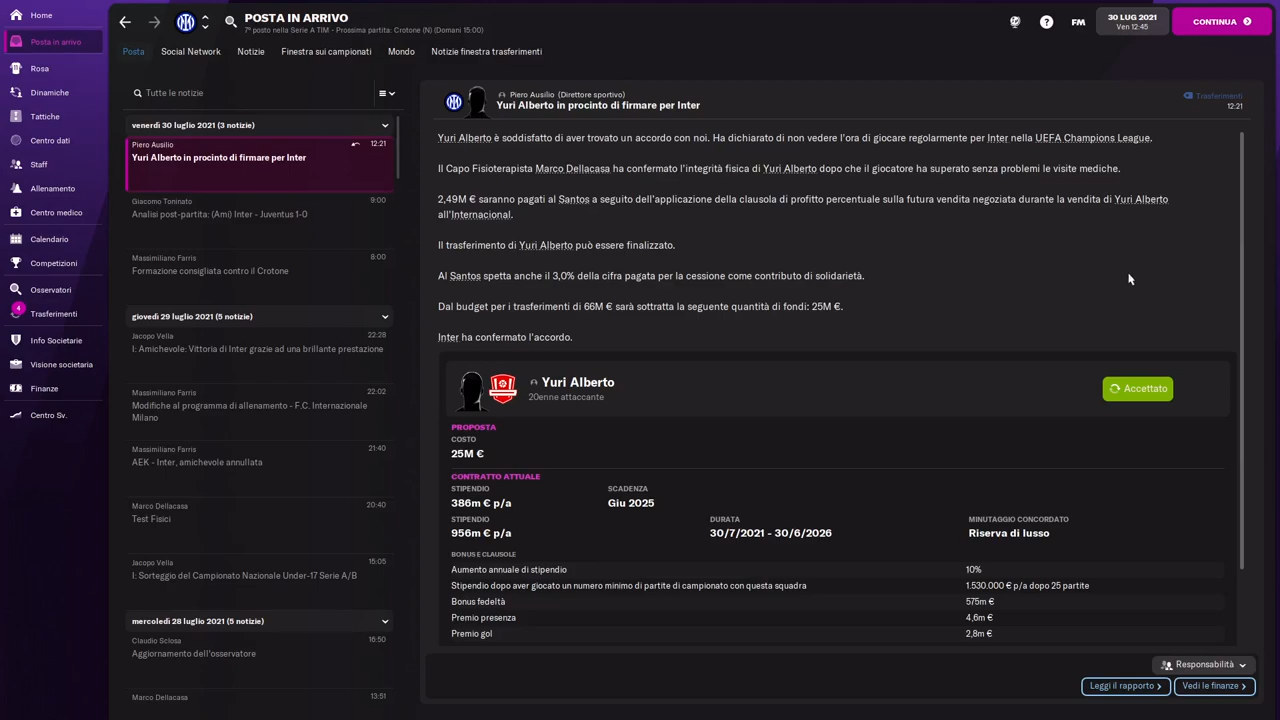 Home
POSTA IN ARRIVO
7° posto nella Serie A TIM - Prossima partita: Crotone (N) (Domani 15:00)
FM
30 LUG 2021
Ven 12:45
CONTINUA
Posta in arrivo
Posta
Social Network
Notizie
Finestra sui campionati
Mondo
Notizie finestra trasferimenti
Rosa
Dinamiche
Tattiche
Centro dati
Staff
Allenamento
Centro medico
Calendario
Competizioni
Osservatori
4
Trasferimenti
Info Societarie
Visione societaria
Finanze
Centro Sv.
Tutte le notizie
venerdì 30 luglio 2021 (3 notizie)
Piero Ausilio
12:21
Yuri Alberto in procinto di firmare per Inter
Giacomo Toninato
9:00
Analisi post-partita: (Ami) Inter - Juventus 1-0
Massimiliano Farris
8:00
Formazione consigliata contro il Crotone
giovedì 29 luglio 2021 (5 notizie)
Jacopo Vella
22:28
I: Amichevole: Vittoria di Inter grazie ad una brillante prestazione
Massimiliano Farris
22:02
Modifiche al programma di allenamento - F.C. Internazionale
Milano
Massimiliano Farris
21:40
AEK - Inter, amichevole annullata
Marco Dellacasa
20:40
Test Fisici
Jacopo Vella
15:05
I: Sorteggio del Campionato Nazionale Under-17 Serie A/B
mercoledì 28 luglio 2021 (5 notizie)
Claudio Sclosa
16:50
Aggiornamento dell'osservatore
Marco Dellacasa
13:51
Piero Ausilio (Direttore sportivo)
Yuri Alberto in procinto di firmare per Inter
Trasferimenti
12:21
Yuri Alberto è soddisfatto di aver trovato un accordo con noi. Ha dichiarato di non vedere l'ora di giocare regolarmente per Inter nella UEFA Champions League.
Il Capo Fisioterapista Marco Dellacasa ha confermato l'integrità fisica di Yuri Alberto dopo che il giocatore ha superato senza problemi le visite mediche.
2,49M € saranno pagati al Santos a seguito dell'applicazione della clausola di profitto percentuale sulla futura vendita negoziata durante la vendita di Yuri Alberto
all'Internacional.
Il trasferimento di Yuri Alberto può essere finalizzato.
Al Santos spetta anche il 3,0% della cifra pagata per la cessione come contributo di solidarietà.
Dal budget per i trasferimenti di 66M € sarà sottratta la seguente quantità di fondi: 25M €.
Inter ha confermato l'accordo.
Yuri Alberto
20enne attaccante
Accettato
PROPOSTA
COSTO
25M €
CONTRATTO ATTUALE
STIPENDIO
SCADENZA
386m € p/a
Giu 2025
STIPENDIO
DURATA
MINUTAGGIO CONCORDATO
956m € p/a
30/7/2021 - 30/6/2026
Riserva di lusso
BONUS E CLAUSOLE
Aumento annuale di stipendio
10%
Stipendio dopo aver giocato un numero minimo di partite di campionato con questa squadra
1.530.000 € p/a dopo 25 partite
Bonus fedeltà
575m €
Premio presenza
4,6m €
Premio gol
2,8m €
Responsabilità
Leggi il rapporto
Vedi le finanze